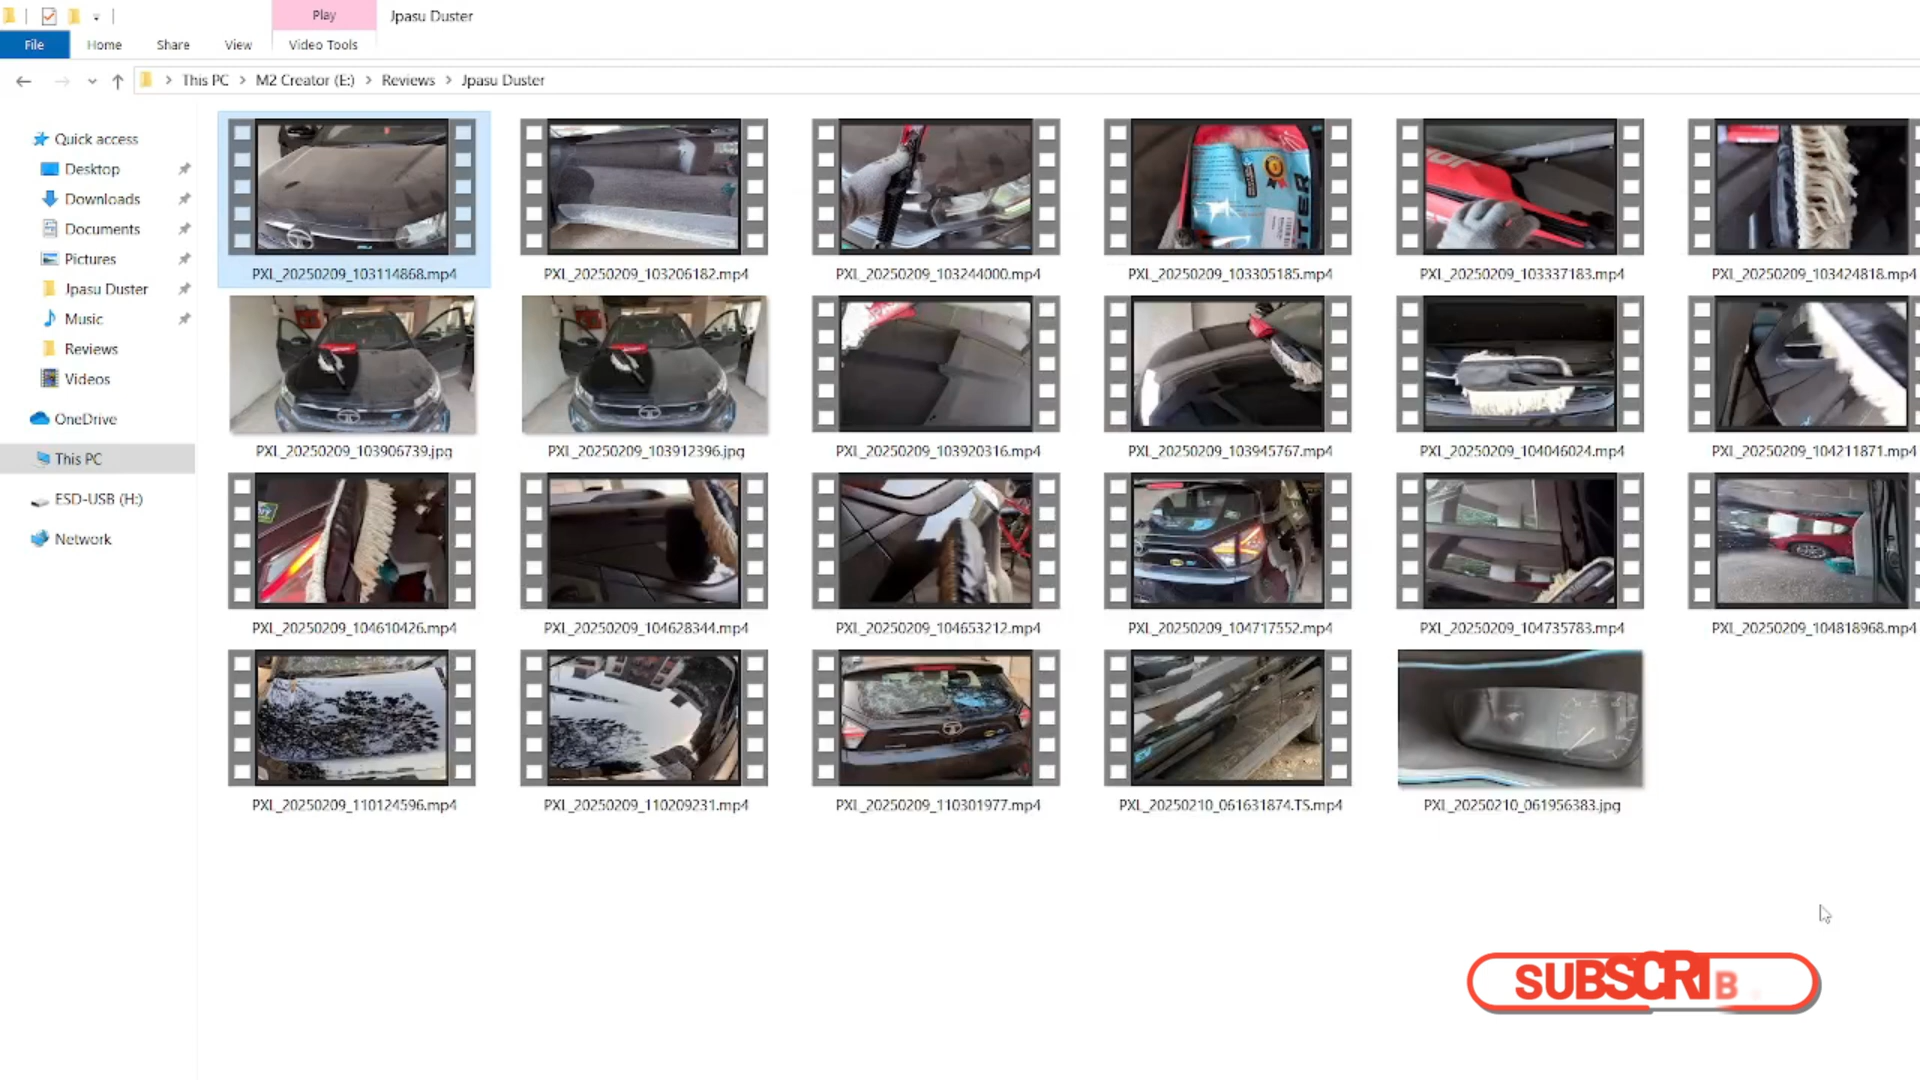 Play
Jpasu Duster
File
Home
Share
View
Video Tools
This PC
M2 Creator (E:)
Reviews
Jpasu Duster
Quick access
Desktop
Downloads
Documents
Pictures
Jpasu Duster
Music
Reviews
Videos
OneDrive
This PC
ESD-USB (H:)
Network
PXL_20250209_103114868.mp4
PXL_20250209_103206182.mp4
PXL_20250209_103244000.mp4
PXL_20250209_103305185.mp4
PXL_20250209_103337183.mp4
PXL_20250209_103424818.mp4
PXL_20250209_103906739.jpg
PXL_20250209_103912396.jpg
PXL_20250209_103920316.mp4
PXL_20250209_103945767.mp4
PXL_20250209_104046024.mp4
PXL_20250209_104211871.mp4
PXL_20250209_104610426.mp4
PXL_20250209_104628344.mp4
PXL_20250209_104653212.mp4
PXL_20250209_104717552.mp4
PXL_20250209_104735783.mp4
PXL_20250209_104818968.mp4
PXL_20250209_110124596.mp4
PXL_20250209_110209231.mp4
PXL_20250209_110301977.mp4
PXL_20250210_061631874.TS.mp4
PXL_20250210_061956383.jpg
SUBSCRIB